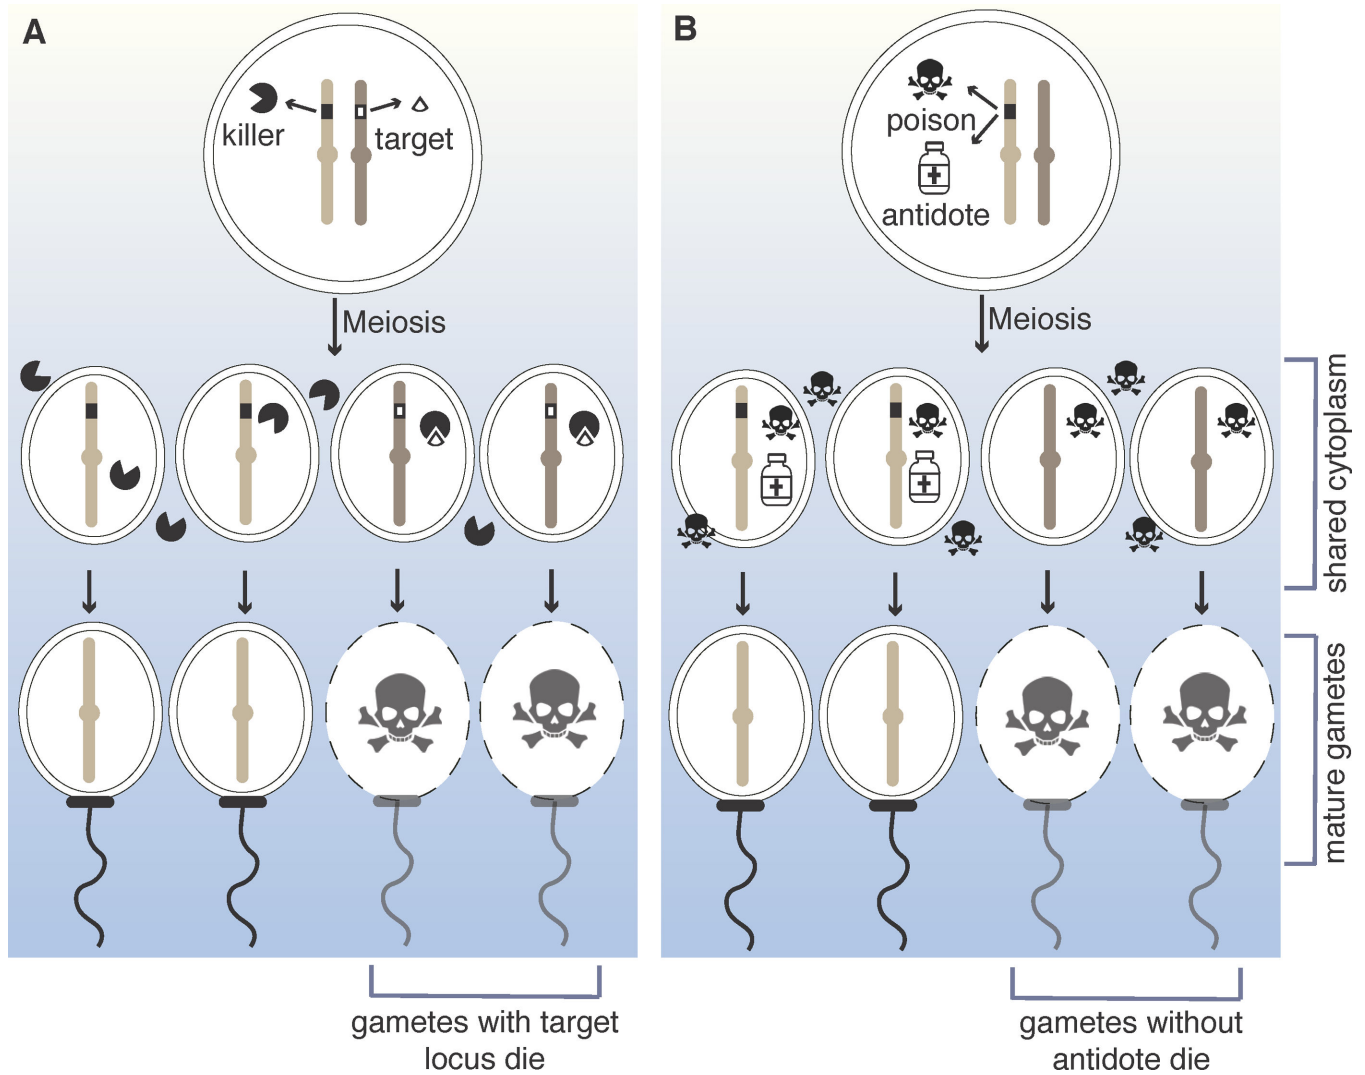 A
killer
target
Meiosis
gametes with target
locus die
B
poison
antidote
Meiosis
gametes without
antidote die
shared cytoplasm
mature gametes